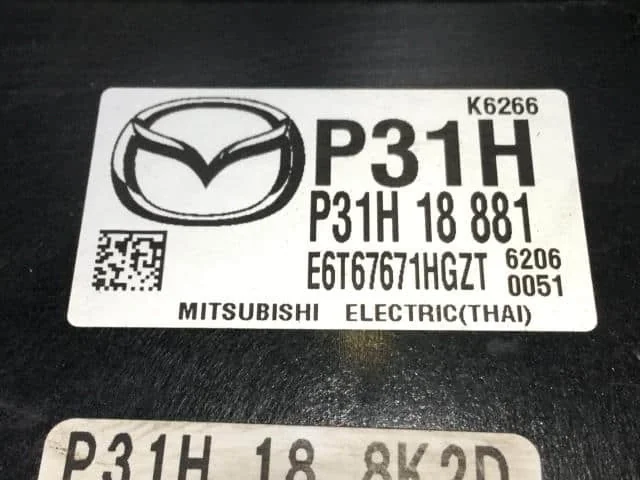 K6266
P31H
P31H 18 881
E6T67671HGZT 6206
0051
MITSUBISHI ELECTRIC(THAI)
P31H 18 8K2D